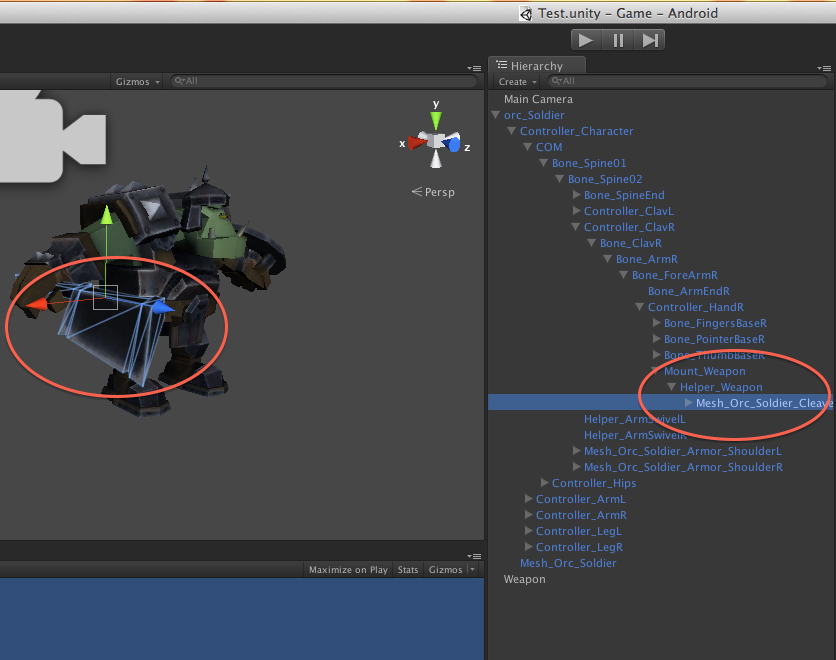 Test.unity - Game - Android
Hierarchy
Gizmos
All
Create
All
Main Camera
orc_Soldier
Controller_Character
COM
Bone_Spine01
Bone_Spine02
Bone_SpineEnd
Controller_ClavL
Controller_ClavR
Bone_ClavR
Bone_ArmR
Bone_ForeArmR
Bone_ArmEndR
Controller_HandR
Bone_FingersBaseR
Bone_PointerBaseR
Bone_ThumbBaseR
Mount_Weapon
Helper_Weapon
Mesh_Orc_Soldier_Cleave
Helper_ArmSwivelL
Helper_ArmSwivelR
Mesh_Orc_Soldier_Armor_ShoulderL
Mesh_Orc_Soldier_Armor_ShoulderR
Controller_Hips
Controller_ArmL
Controller_ArmR
Controller_LegL
Controller_LegR
Mesh_Orc_Soldier
Weapon
y
x
z
Persp
Maximize on Play Stats Gizmos